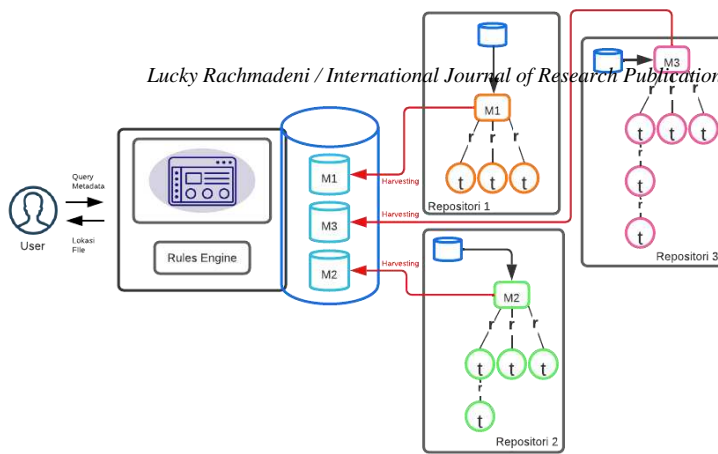 Lucky Rachmadeni / International Journal of Research Publication
User
Query
Metadata
Lokasi
File
Rules Engine
M1
M3
M2
Harvesting
Harvesting
Harvesting
M1
r
r
r
t
t
t
Repositori 1
M2
r
r
r
t
t
t
r
t
Repositori 2
M3
r
r
r
t
t
t
r
t
r
t
Repositori 3